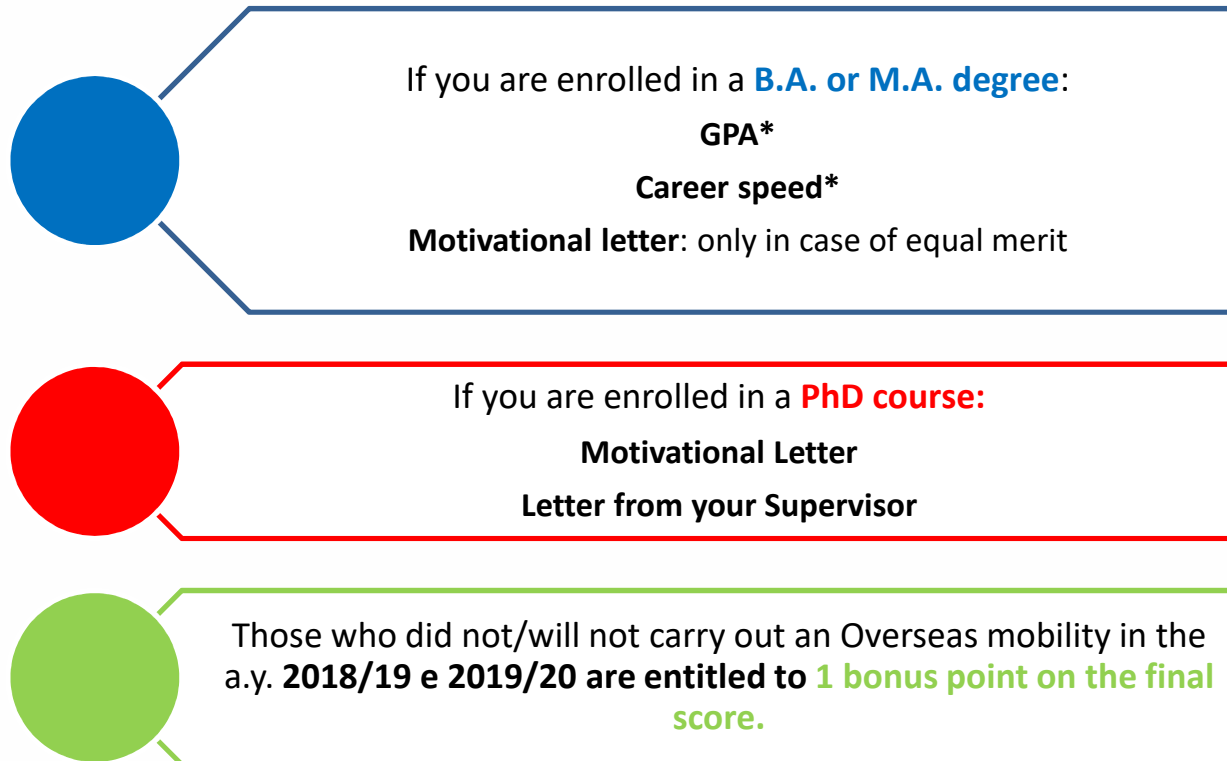 If you are enrolled in a B.A. or M.A. degree:
GPA*
Career speed*
Motivational letter: only in case of equal merit
If you are enrolled in a PhD course:
Motivational Letter
Letter from your Supervisor
Those who did not/will not carry out an Overseas mobility in the
a.y. 2018/19 e 2019/20 are entitled to 1 bonus point on the final
score.